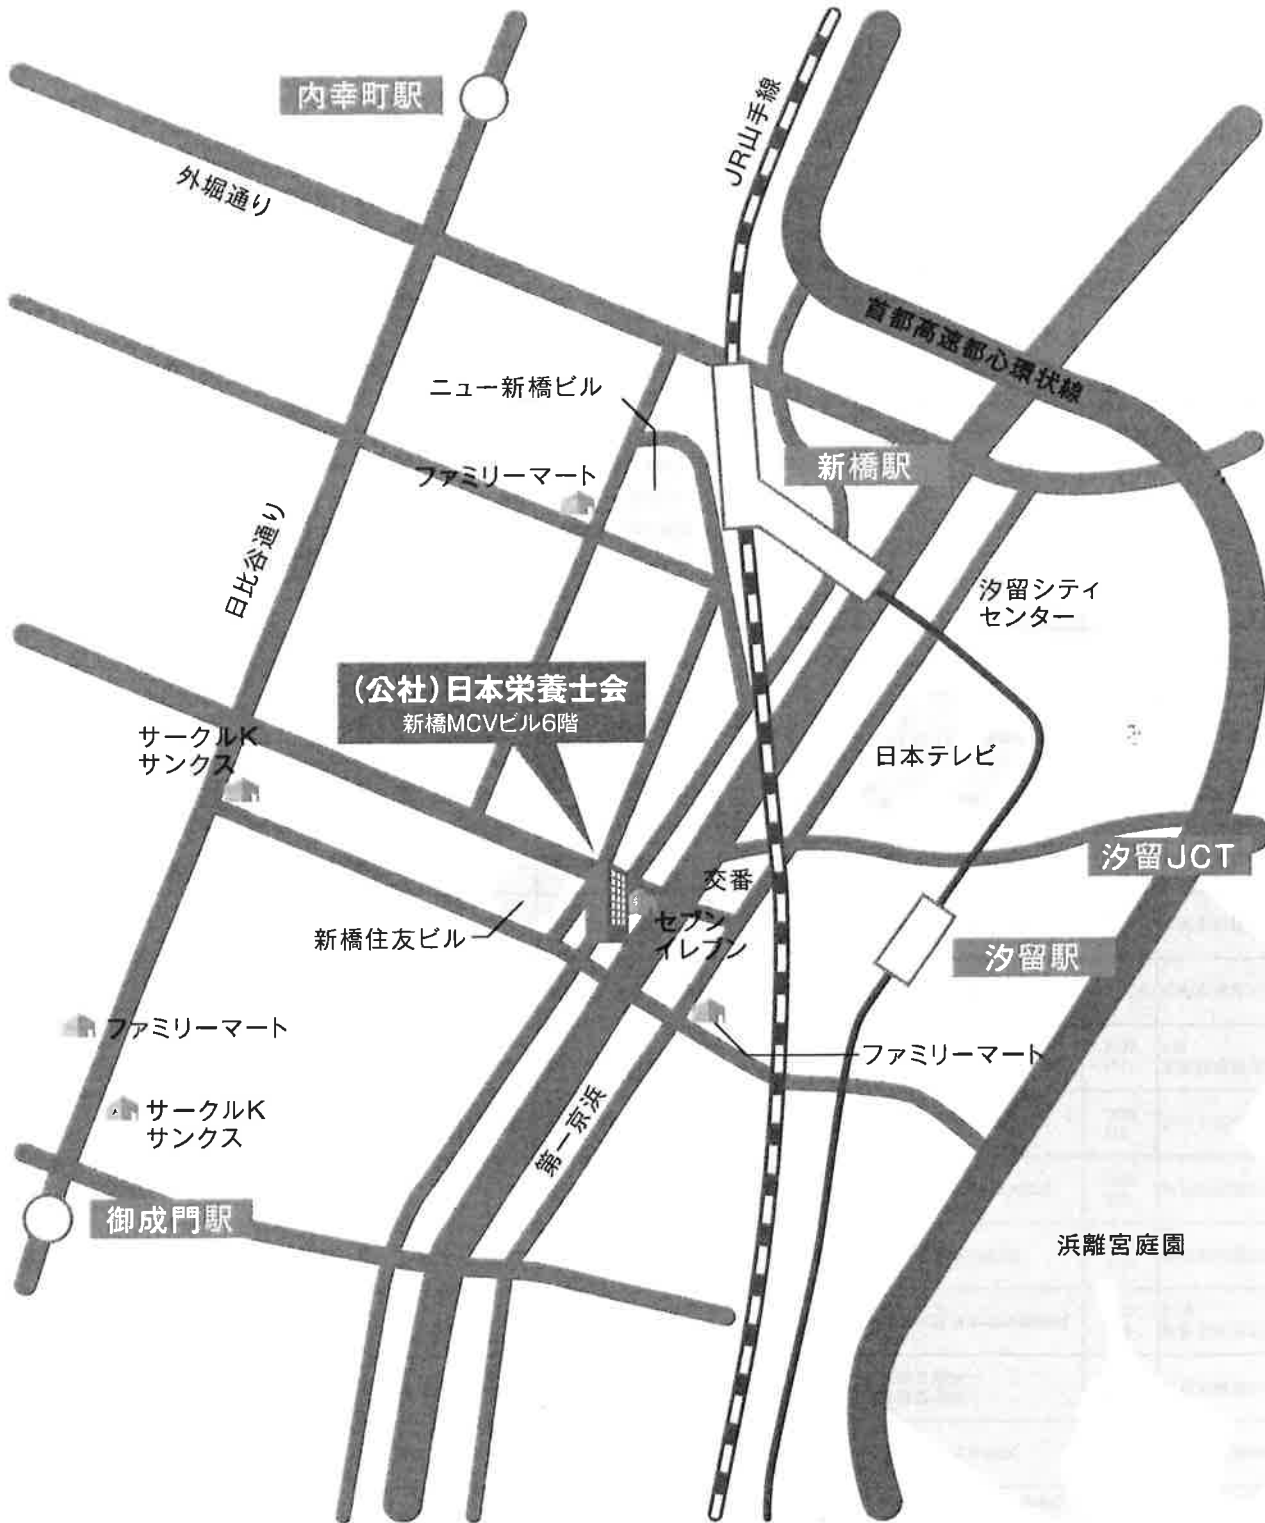 内幸町駅
JR山手線
外堀通り
首都高速都心環状線
ニュー新橋ビル
新橋駅
ファミリーマート
日比谷通り
汐留シティ
センター
(公社)日本栄養士会
新橋MCVビル6階
サークルK
サンクス
日本テレビ
汐留JCT
交番
セブン
イレブン
新橋住友ビル
汐留駅
ファミリーマート
ファミリーマート
サークルK
サンクス
第一京浜
御成門駅
浜離宮庭園